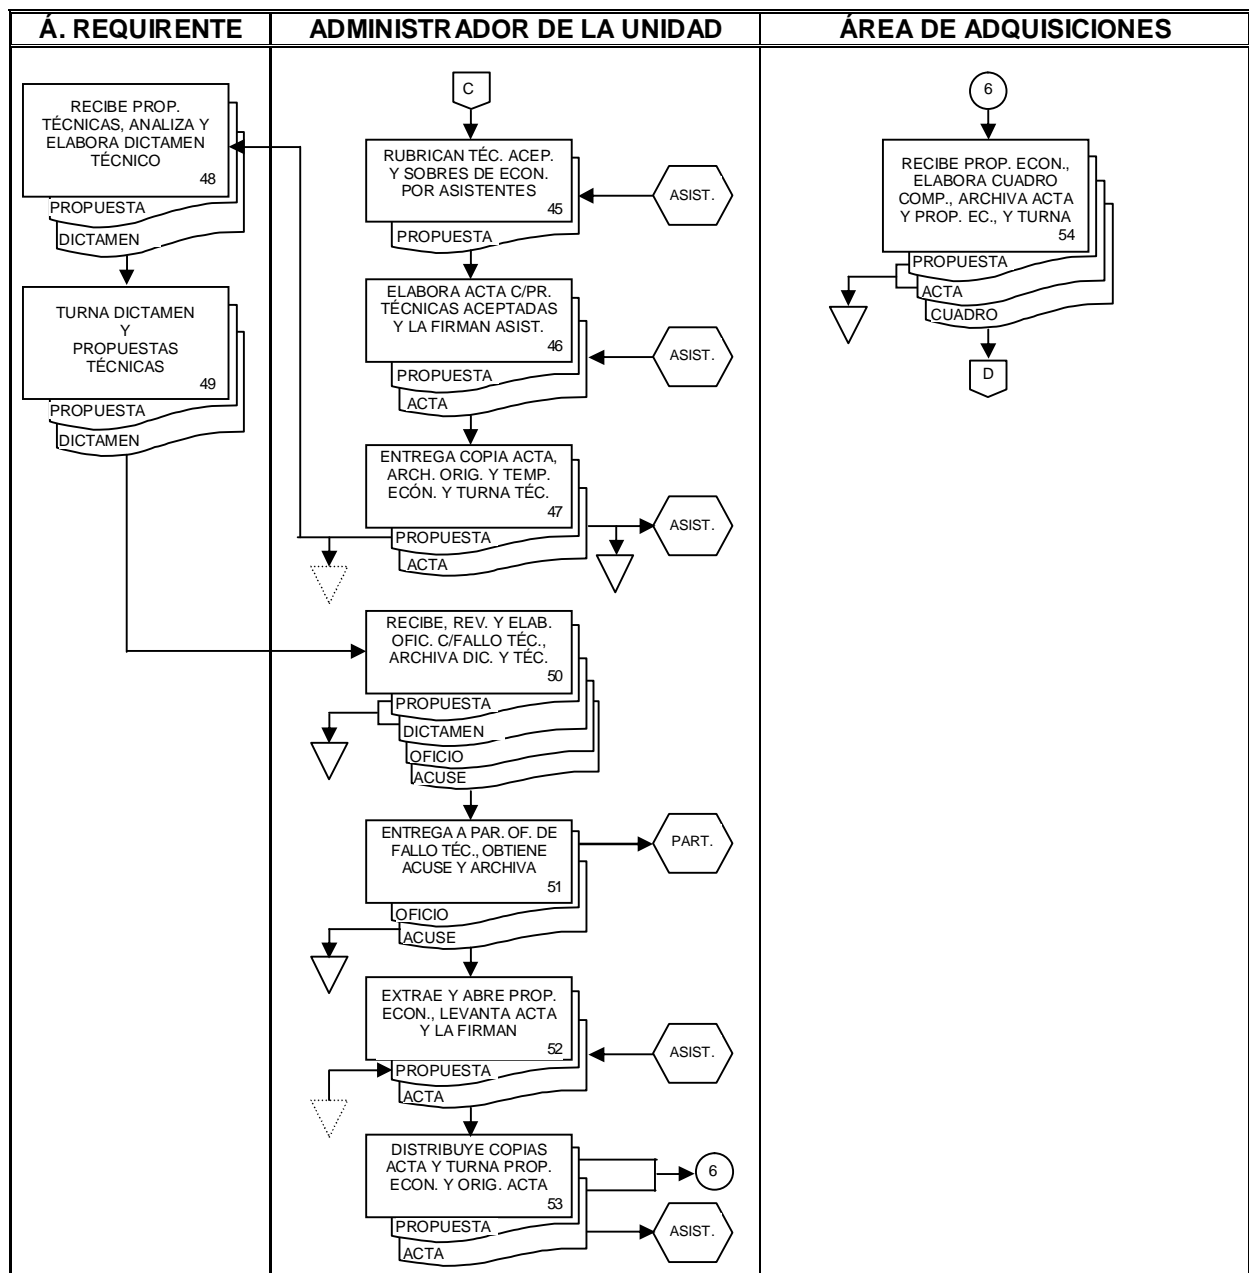 Á. REQUIRENTE
ADMINISTRADOR DE LA UNIDAD
ÁREA DE ADQUISICIONES
RECIBE PROP.
TÉCNICAS, ANALIZA Y
ELABORA DICTAMEN
TÉCNICO
48
PROPUESTA
DICTAMEN
TURNA DICTAMEN
Y
PROPUESTAS
TÉCNICAS
49
PROPUESTA
DICTAMEN
C
RUBRICAN TÉC. ACEP.
Y SOBRES DE ECON.
POR ASISTENTES
45
PROPUESTA
ASIST.
ELABORA ACTA C/PR.
TÉCNICAS ACEPTADAS
Y LA FIRMAN ASIST.
46
PROPUESTA
ACTA
ASIST.
ENTREGA COPIA ACTA,
ARCH. ORIG. Y TEMP.
ECÓN. Y TURNA TÉC.
47
PROPUESTA
ACTA
ASIST.
RECIBE, REV. Y ELAB.
OFIC. C/FALLO TÉC.,
ARCHIVA DIC. Y TÉC.
50
PROPUESTA
DICTAMEN
OFICIO
ACUSE
ENTREGA A PAR. OF. DE
FALLO TÉC., OBTIENE
ACUSE Y ARCHIVA
51
OFICIO
ACUSE
PART.
EXTRAE Y ABRE PROP.
ECON., LEVANTA ACTA
Y LA FIRMAN
52
PROPUESTA
ACTA
ASIST.
DISTRIBUYE COPIAS
ACTA Y TURNA PROP.
ECON. Y ORIG. ACTA
53
PROPUESTA
ACTA
6
ASIST.
6
RECIBE PROP. ECON.,
ELABORA CUADRO
COMP., ARCHIVA ACTA
Y PROP. EC., Y TURNA
54
PROPUESTA
ACTA
CUADRO
D